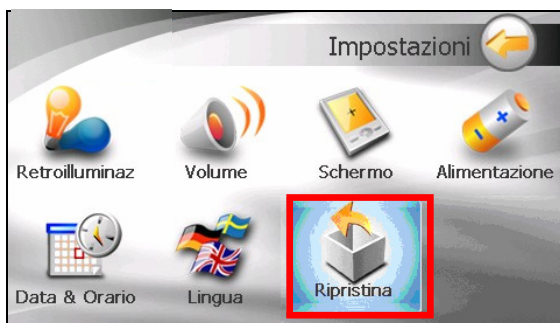 Impostazioni
Retroilluminaz
Volume
Schermo
Alimentazione
Data & Orario
Lingua
Ripristina